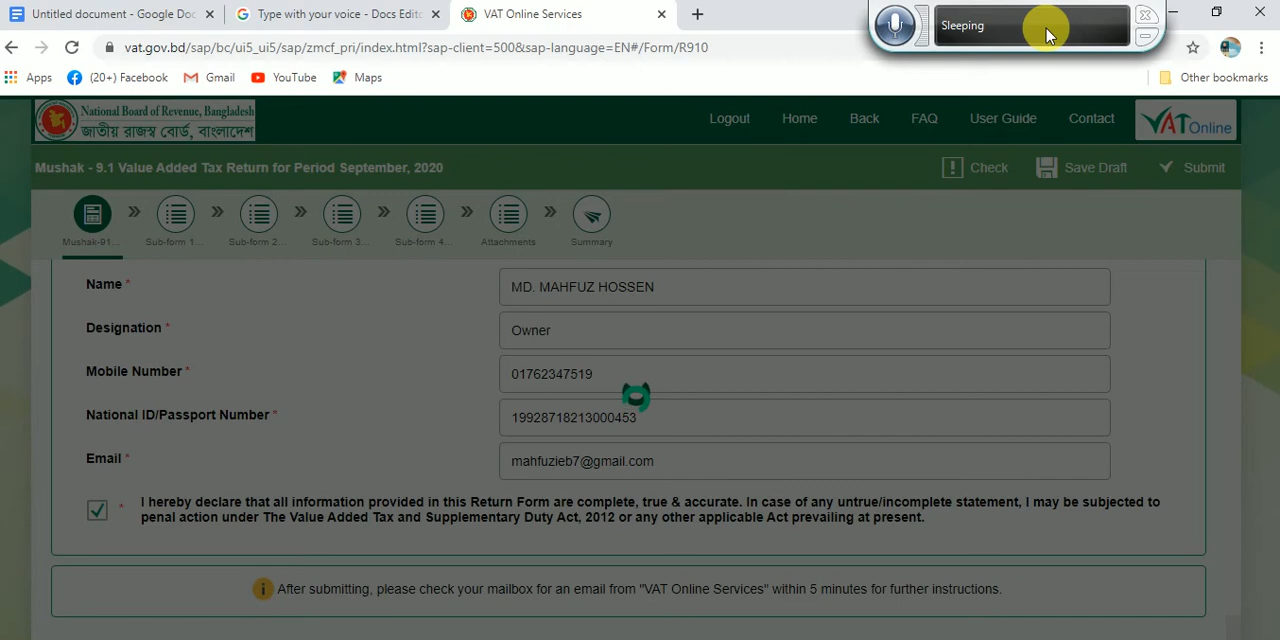 Untitled document - Google Doc
Type with your voice - Docs Edito
VAT Online Services
Sleeping
vat.gov.bd/sap/bc/ui5_ui5/sap/zmcf_pri/index.html?sap-client=500&sap-language=EN#/Form/R910
Apps
(20+) Facebook
Gmail
YouTube
Maps
Other bookmarks
National Board of Revenue, Bangladesh
জাতীয় রাজস্ব বোর্ড, বাংলাদেশ
Logout
Home
Back
FAQ
User Guide
Contact
VAT Online
Mushak - 9.1 Value Added Tax Return for Period September, 2020
Check
Save Draft
Submit
Mushak-91...
Sub-form 1...
Sub-form 2...
Sub-form 3...
Sub-form 4...
Attachments
Summary
Name *
MD. MAHFUZ HOSSEN
Designation *
Owner
Mobile Number *
01762347519
National ID/Passport Number *
19928718213000453
Email *
mahfuzieb7@gmail.com
* I hereby declare that all information provided in this Return Form are complete, true & accurate. In case of any untrue/incomplete statement, I may be subjected to
penal action under The Value Added Tax and Supplementary Duty Act, 2012 or any other applicable Act prevailing at present.
After submitting, please check your mailbox for an email from "VAT Online Services" within 5 minutes for further instructions.